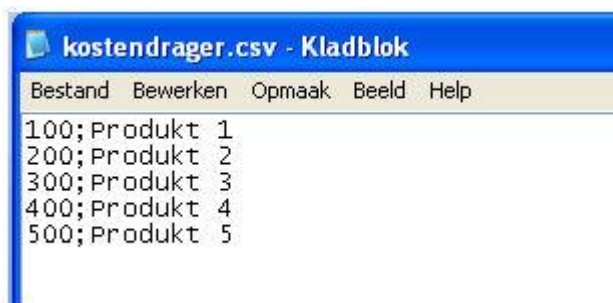 kostendrager.csv - Kladblok
Bestand Bewerken Opmaak Beeld Help
100;Produkt 1
200;Produkt 2
300;Produkt 3
400;Produkt 4
500;Produkt 5